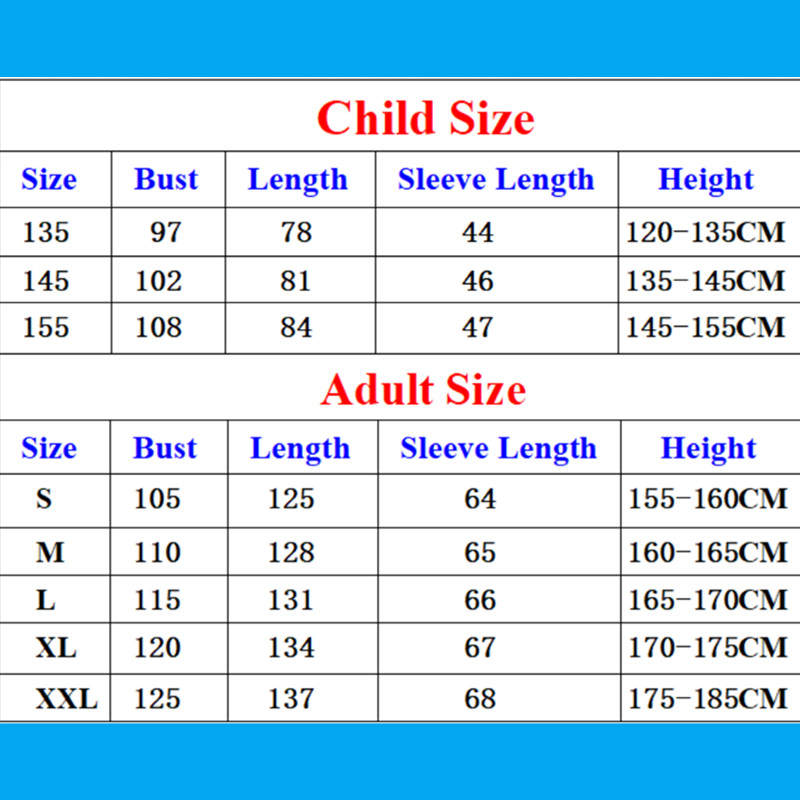 Child Size
Size Bust Length Sleeve Length Height
135 97 78 44 120-135CM
145 102 81 46 135-145CM
155 108 84 47 145-155CM
Adult Size
Size Bust Length Sleeve Length Height
S 105 125 64 155-160CM
M 110 128 65 160-165CM
L 115 131 66 165-170CM
XL 120 134 67 170-175CM
XXL 125 137 68 175-185CM